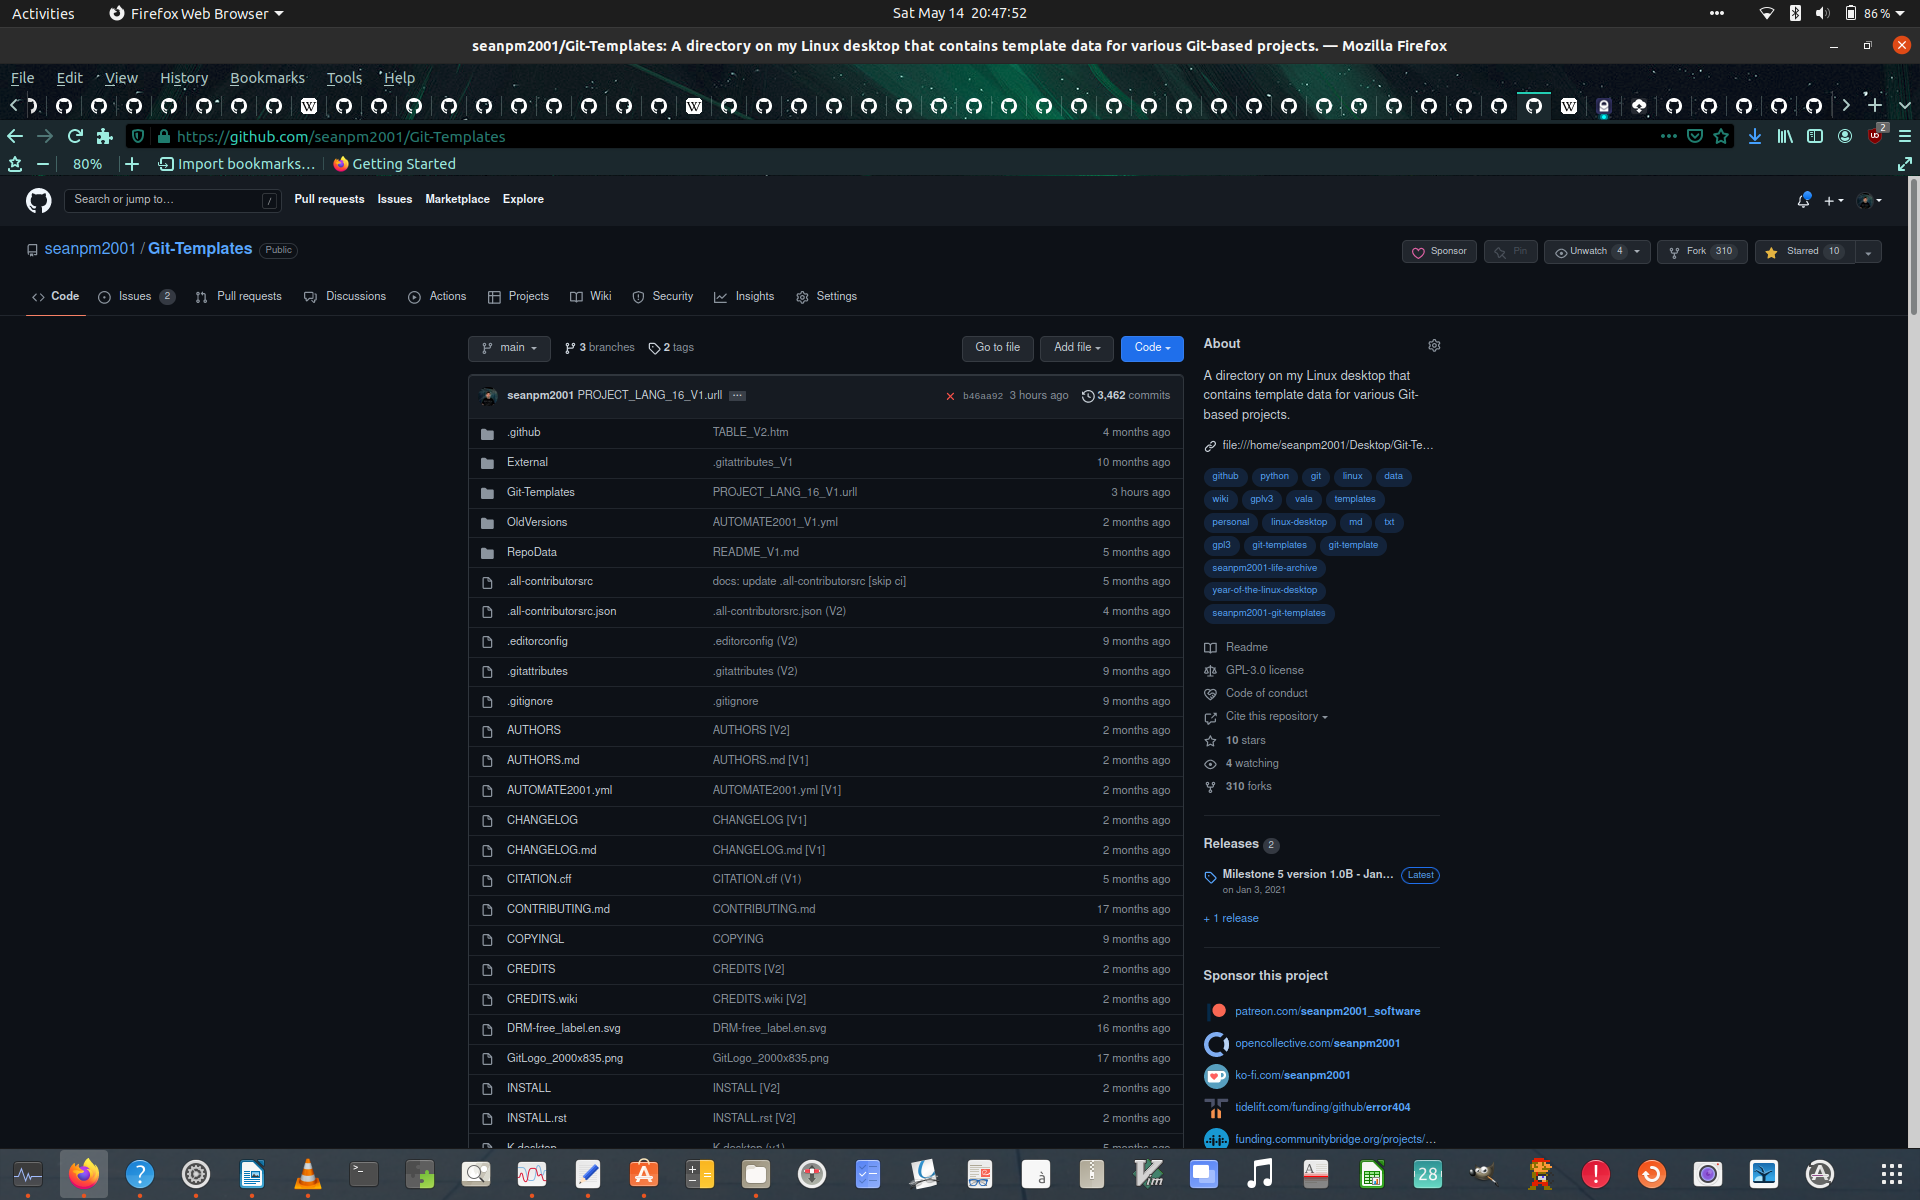 Activities Firefox Web Browser Sat May 14 20:47:52 86 %
seanpm2001/Git-Templates: A directory on my Linux desktop that contains template data for various Git-based projects. — Mozilla Firefox
File Edit View History Bookmarks Tools Help
https://github.com/seanpm2001/Git-Templates 2
80% Import bookmarks... Getting Started
Search or jump to... / Pull requests Issues Marketplace Explore
seanpm2001 / Git-Templates Public Sponsor Pin Unwatch 4 Fork 310 Starred 10
Code Issues 2 Pull requests Discussions Actions Projects Wiki Security Insights Settings
main 3 branches 2 tags Go to file Add file Code
seanpm2001 PROJECT_LANG_16_V1.urll ... b46aa92 3 hours ago 3,462 commits
.github TABLE_V2.htm 4 months ago
External .gitattributes_V1 10 months ago
Git-Templates PROJECT_LANG_16_V1.urll 3 hours ago
OldVersions AUTOMATE2001_V1.yml 2 months ago
RepoData README_V1.md 5 months ago
.all-contributorsrc docs: update .all-contributorsrc [skip ci] 5 months ago
.all-contributorsrc.json .all-contributorsrc.json (V2) 4 months ago
.editorconfig .editorconfig (V2) 9 months ago
.gitattributes .gitattributes (V2) 9 months ago
.gitignore .gitignore 9 months ago
AUTHORS AUTHORS [V2] 2 months ago
AUTHORS.md AUTHORS.md [V1] 2 months ago
AUTOMATE2001.yml AUTOMATE2001.yml [V1] 2 months ago
CHANGELOG CHANGELOG [V1] 2 months ago
CHANGELOG.md CHANGELOG.md [V1] 2 months ago
CITATION.cff CITATION.cff (V1) 5 months ago
CONTRIBUTING.md CONTRIBUTING.md 17 months ago
COPYINGL COPYING 9 months ago
CREDITS CREDITS [V2] 2 months ago
CREDITS.wiki CREDITS.wiki [V2] 2 months ago
DRM-free_label.en.svg DRM-free_label.en.svg 16 months ago
GitLogo_2000x835.png GitLogo_2000x835.png 17 months ago
INSTALL INSTALL [V2] 2 months ago
INSTALL.rst INSTALL.rst [V2] 2 months ago
K.desktop K.desktop (v1) 5 months ago
About
A directory on my Linux desktop that
contains template data for various Git-
based projects.
file:///home/seanpm2001/Desktop/Git-Te...
github python git linux data
wiki gplv3 vala templates
personal linux-desktop md txt
gpl3 git-templates git-template
seanpm2001-life-archive
year-of-the-linux-desktop
seanpm2001-git-templates
Readme
GPL-3.0 license
Code of conduct
Cite this repository
10 stars
4 watching
310 forks
Releases 2
Milestone 5 version 1.0B - Jan... Latest
on Jan 3, 2021
+ 1 release
Sponsor this project
patreon.com/seanpm2001_software
opencollective.com/seanpm2001
ko-fi.com/seanpm2001
tidelift.com/funding/github/error404
funding.communitybridge.org/projects/...
28